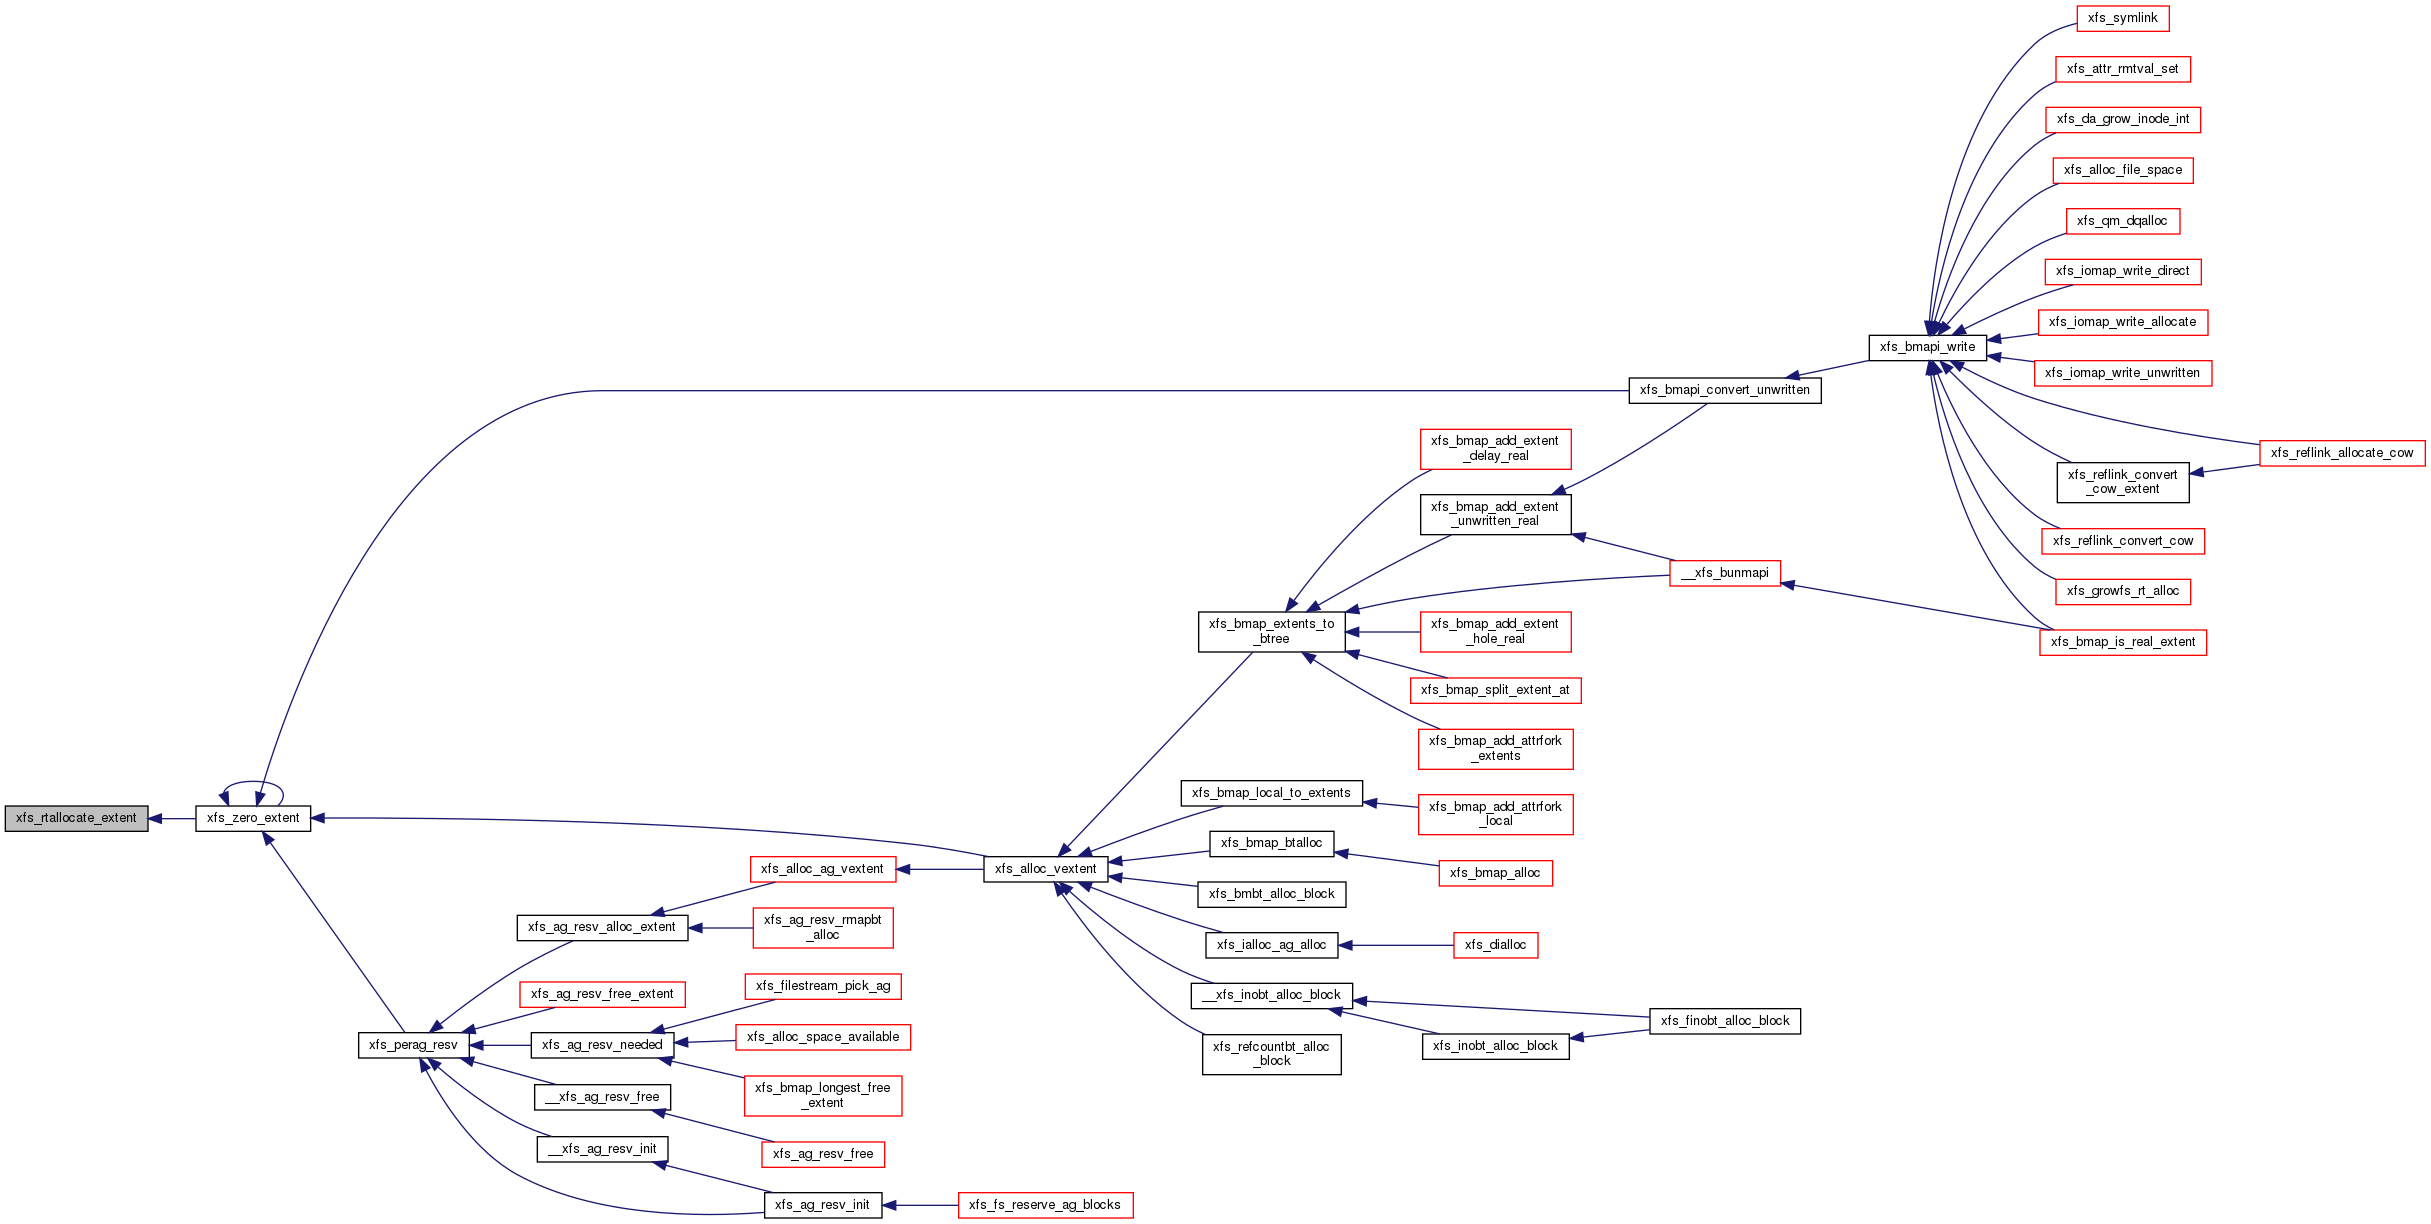 xfs_symlink
xfs_attr_rmtval_set
xfs_da_grow_inode_int
xfs_alloc_file_space
xfs_qm_dqalloc
xfs_iomap_write_direct
xfs_iomap_write_allocate
xfs_bmapi_write
xfs_iomap_write_unwritten
xfs_bmapi_convert_unwritten
xfs_bmap_add_extent
_delay_real
xfs_reflink_allocate_cow
xfs_reflink_convert
_cow_extent
xfs_bmap_add_extent
_unwritten_real
xfs_reflink_convert_cow
__xfs_bunmapi
xfs_growfs_rt_alloc
xfs_bmap_extents_to
_btree
xfs_bmap_add_extent
_hole_real
xfs_bmap_is_real_extent
xfs_bmap_split_extent_at
xfs_bmap_add_attrfork
_extents
xfs_bmap_local_to_extents
xfs_bmap_add_attrfork
_local
xfs_rtallocate_extent
xfs_zero_extent
xfs_bmap_btalloc
xfs_alloc_ag_vextent
xfs_alloc_vextent
xfs_bmap_alloc
xfs_bmbt_alloc_block
xfs_ag_resv_alloc_extent
xfs_ag_resv_rmapbt
_alloc
xfs_ialloc_ag_alloc
xfs_dialloc
xfs_filestream_pick_ag
xfs_ag_resv_free_extent
__xfs_inobt_alloc_block
xfs_finobt_alloc_block
xfs_alloc_space_available
xfs_perag_resv
xfs_ag_resv_needed
xfs_refcountbt_alloc
_block
xfs_inobt_alloc_block
xfs_bmap_longest_free
_extent
__xfs_ag_resv_free
__xfs_ag_resv_init
xfs_ag_resv_free
xfs_ag_resv_init
xfs_fs_reserve_ag_blocks